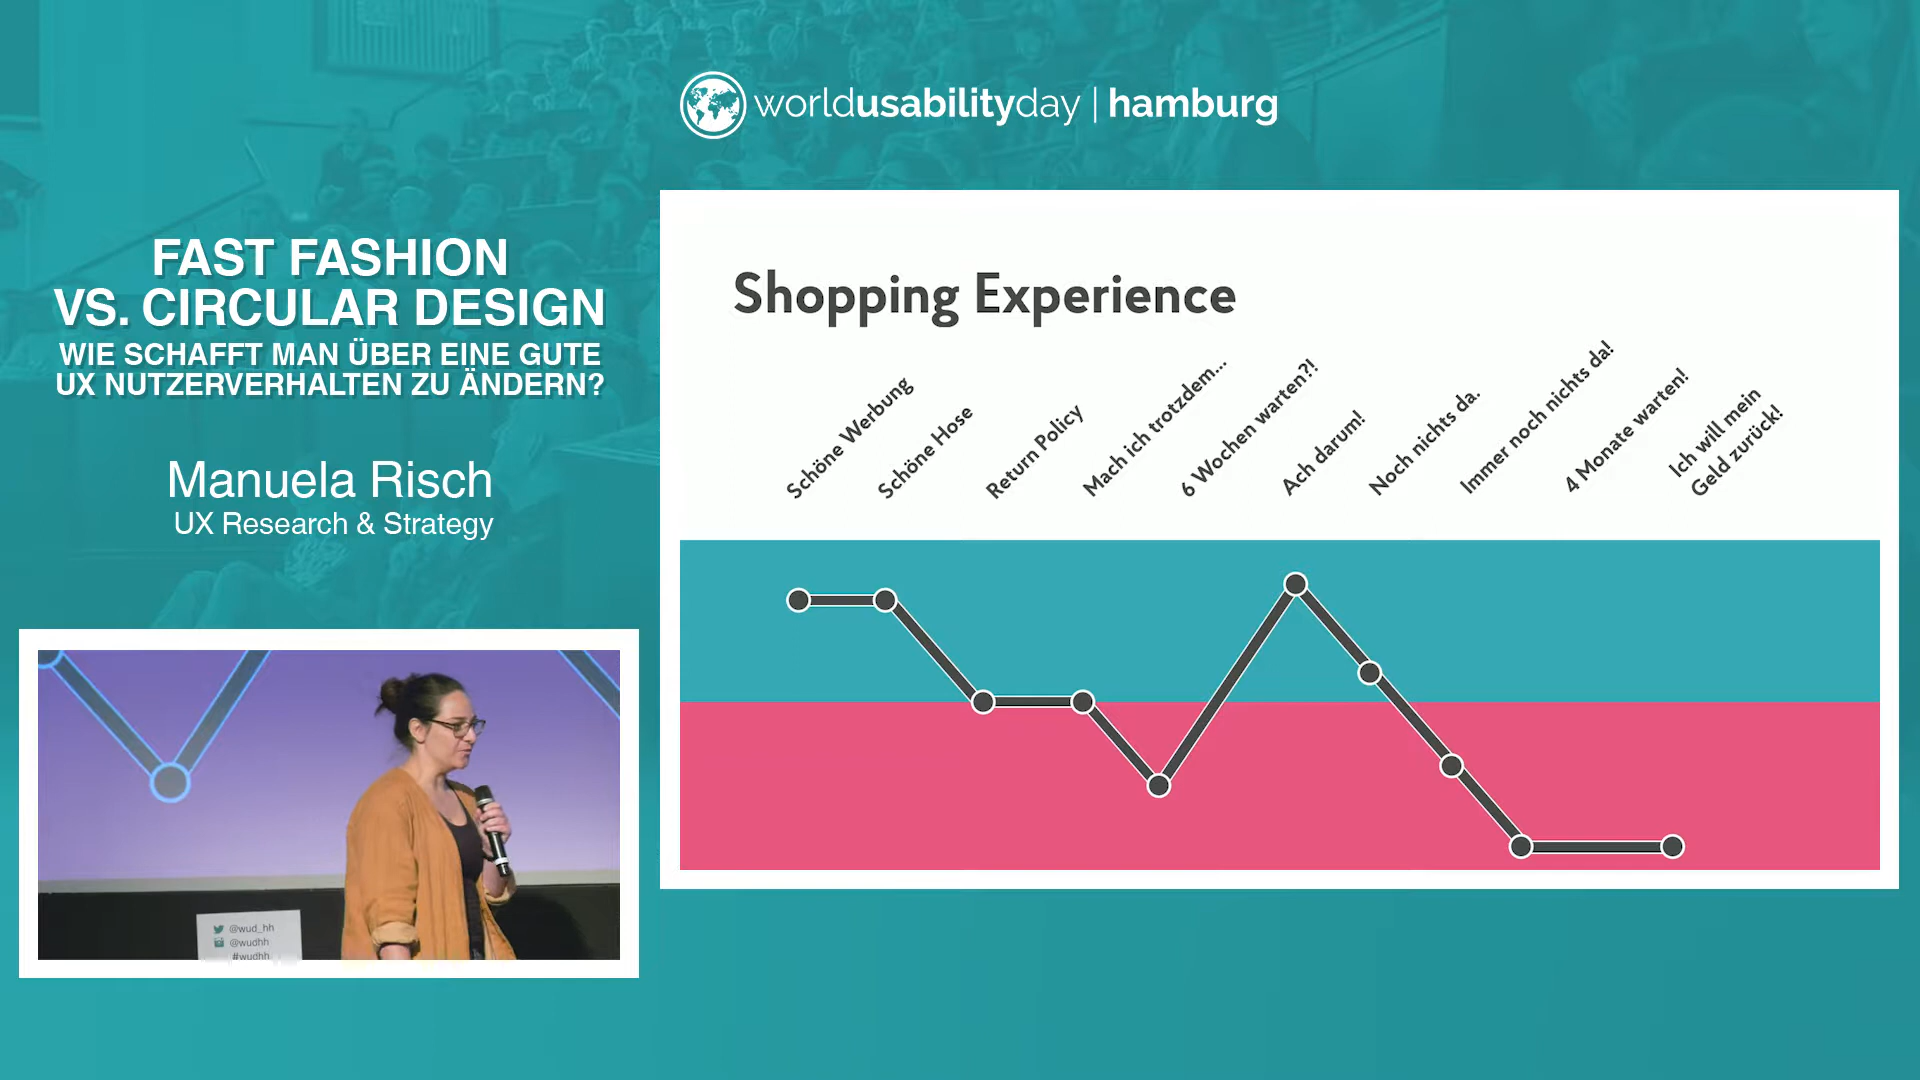 worldusabilityday | hamburg
FAST FASHION
VS. CIRCULAR DESIGN
WIE SCHAFFT MAN ÜBER EINE GUTE
UX NUTZERVERHALTEN ZU ÄNDERN?
Manuela Risch
UX Research & Strategy
Shopping Experience
Schöne Werbung
Schöne Hose
Return Policy
Mach ich trotzdem...
6 Wochen warten?!
Ach darum!
Noch nichts da.
Immer noch nichts da!
4 Monate warten!
Ich will mein
Geld zurück!
@wud_hh
@wudhh
#wudhh